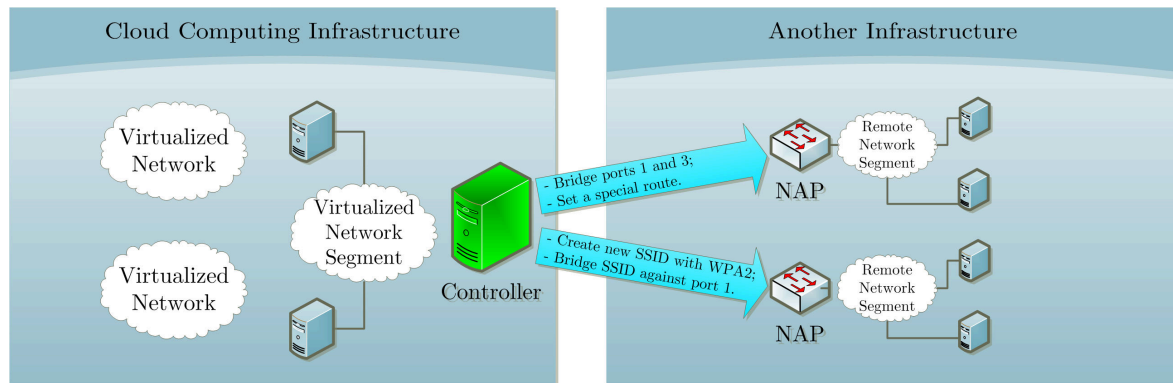 Cloud Computing Infrastructure
Virtualized
Network
Virtualized
Network
Segment
Virtualized
Network
Controller
- Bridge ports 1 and 3;
- Set a special route.
- Create new SSID with WPA2;
- Bridge SSID against port 1.
Another Infrastructure
NAP
Remote
Network
Segment
NAP
Remote
Network
Segment